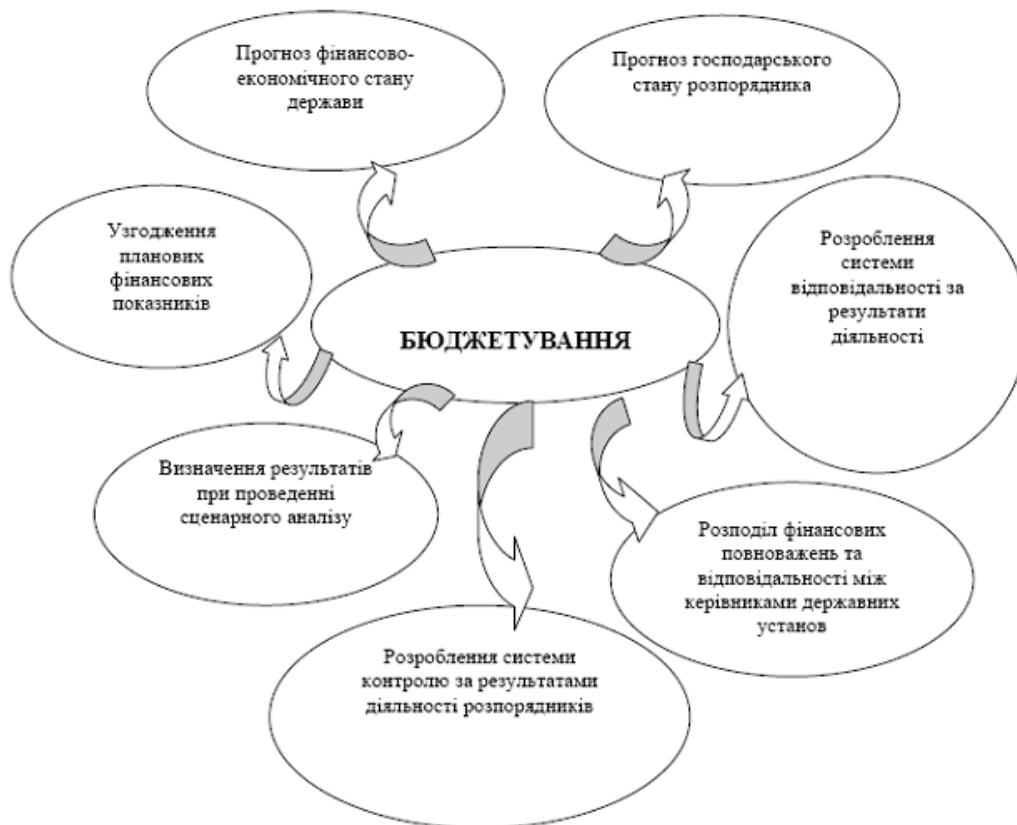 Прогноз фінансово-
економічного стану
держави
Прогноз господарського
стану розпорядника
Узгодження
планових
фінансових
показників
Розроблення
системи
відповідальності за
результати
діяльності
БЮДЖЕТУВАННЯ
Визначення результатів
при проведенні
сценарного аналізу
Розподіл фінансових
повноважень та
відповідальності між
керівниками державних
установ
Розроблення системи
контролю за результатами
діяльності розпорядників